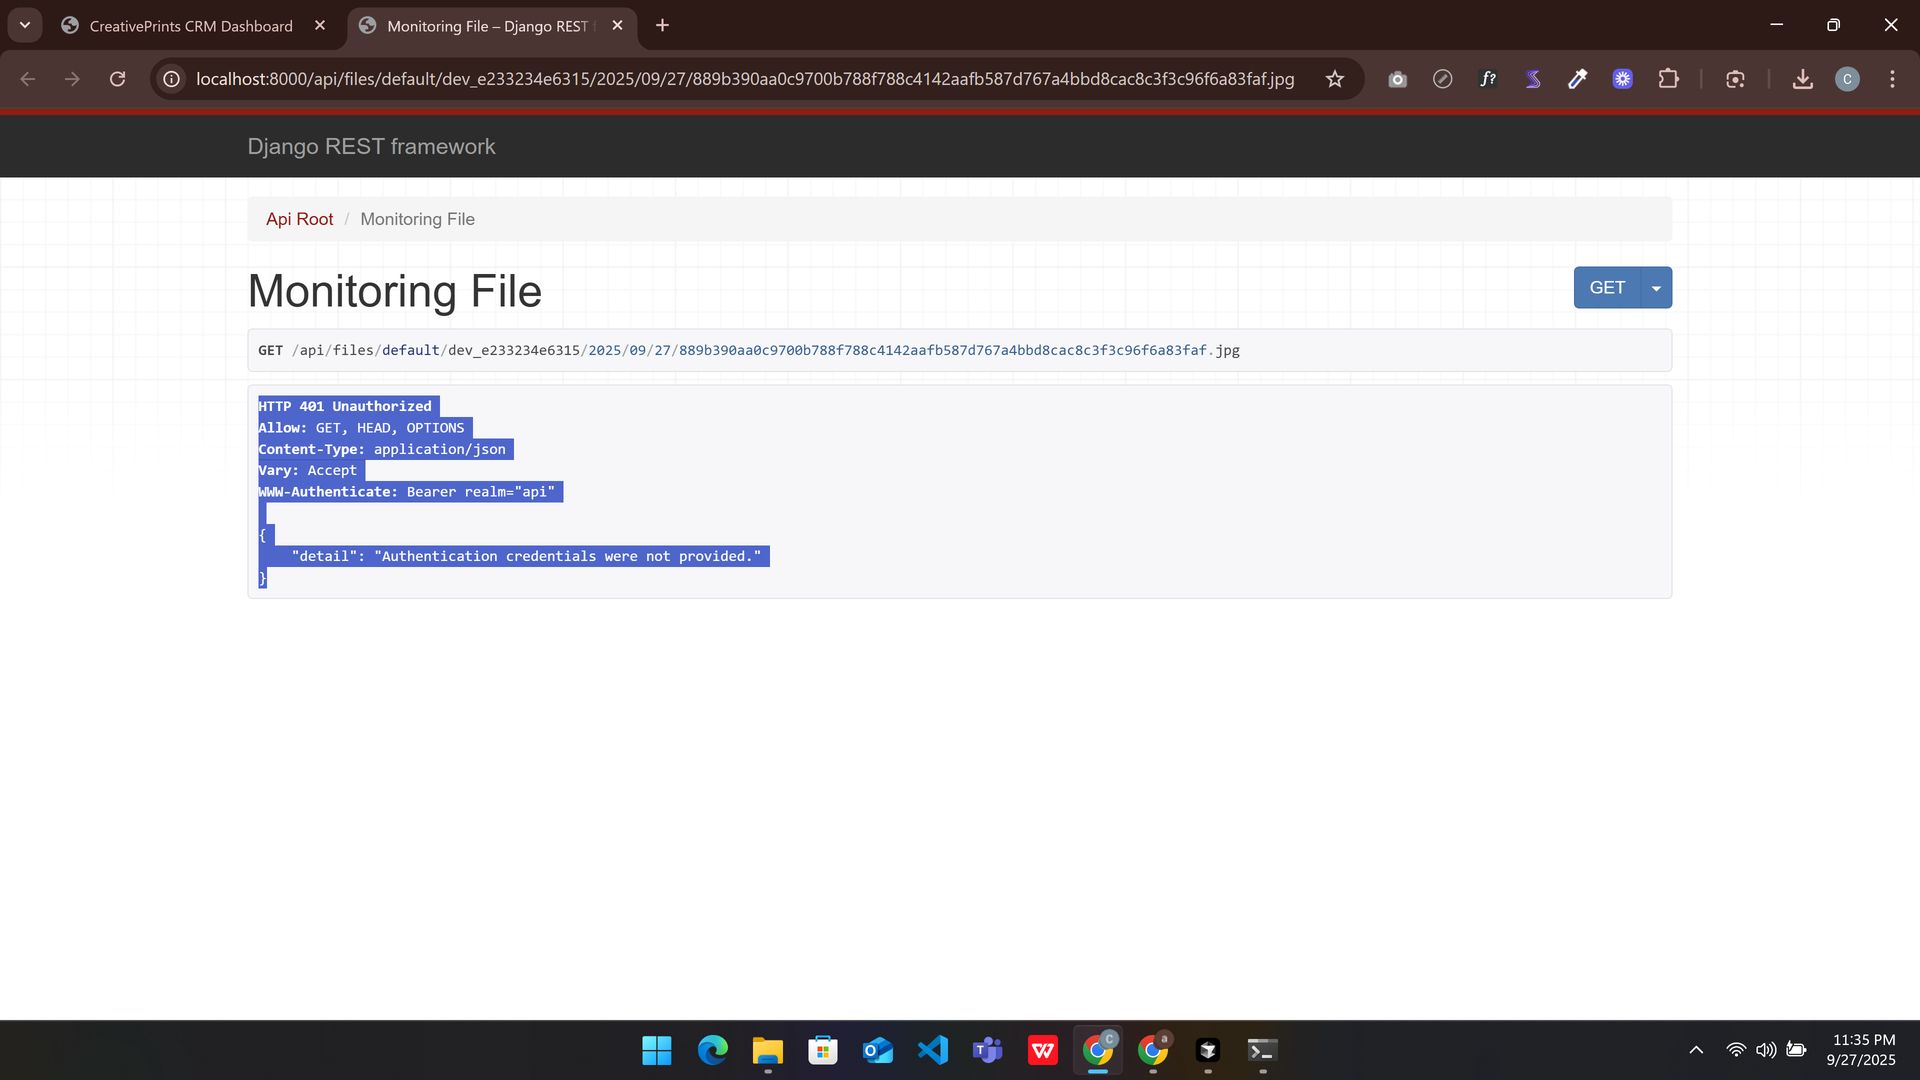 CreativePrints CRM Dashboard
Monitoring File – Django REST
localhost:8000/api/files/default/dev_e233234e6315/2025/09/27/889b390aa0c9700b788f788c4142aafb587d767a4bbd8cac8c3f3c96f6a83faf.jpg
f?
C
Django REST framework
Api Root / Monitoring File
Monitoring File
GET
GET /api/files/default/dev_e233234e6315/2025/09/27/889b390aa0c9700b788f788c4142aafb587d767a4bbd8cac8c3f3c96f6a83faf.jpg
HTTP 401 Unauthorized
Allow: GET, HEAD, OPTIONS
Content-Type: application/json
Vary: Accept
WWW-Authenticate: Bearer realm="api"
{
    "detail": "Authentication credentials were not provided."
}
C
a
11:35 PM
9/27/2025